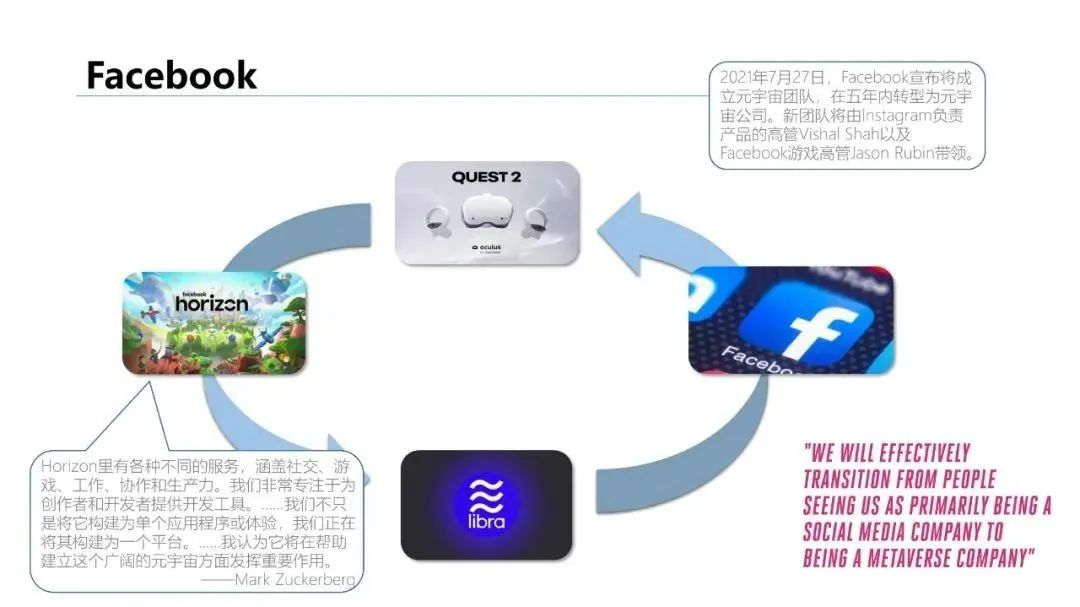 Facebook
2021年7月27日，Facebook宣布将成
立元宇宙团队，在五年内转型为元宇
宙公司。新团队将由Instagram负责
产品的高管Vishal Shah以及
Facebook游戏高管Jason Rubin带领。
QUEST 2
oculus
facebook
horizon
YouTube
Facebo
Horizon里有各种不同的服务，涵盖社交、游
戏、工作、协作和生产力。我们非常专注于为
创作者和开发者提供开发工具。......我们不只
是将它构建为单个应用程序或体验，我们正在
将其构建为一个平台。......我认为它将在帮助
建立这个广阔的元宇宙方面发挥重要作用。
——Mark Zuckerberg
libra
"WE WILL EFFECTIVELY
TRANSITION FROM PEOPLE
SEEING US AS PRIMARILY BEING A
SOCIAL MEDIA COMPANY TO
BEING A METAVERSE COMPANY"